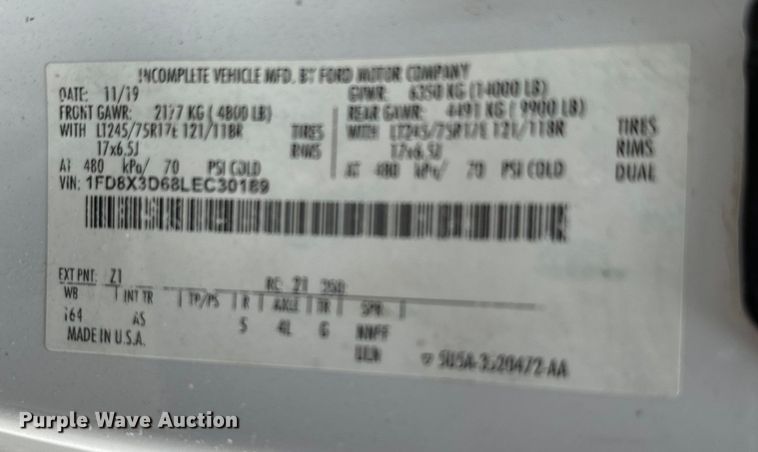 INCOMPLETE VEHICLE MFD. BY FORD MOTOR COMPANY
DATE: 11/19 GVWR: 6350 KG (14000 LB)
FRONT GAWR: 2177 KG (4800 LB) REAR GAWR: 4491 KG (9900 LB)
WITH LT245/75R17E 121/118R TIRES WITH LT245/75R17E 121/118R TIRES
17x6.5J RIMS 17x6.5J RIMS
AT 480 kPa/ 70 PSI COLD AT 480 kPa/ 70 PSI COLD DUAL
VIN: 1FD8X3D68LEC30189
EXT PNT: Z1 RC: 21
WB INT TR TP/PS R AXLE TR SPR
164 AS 5 4L G
MADE IN U.S.A.
Purple Wave Auction